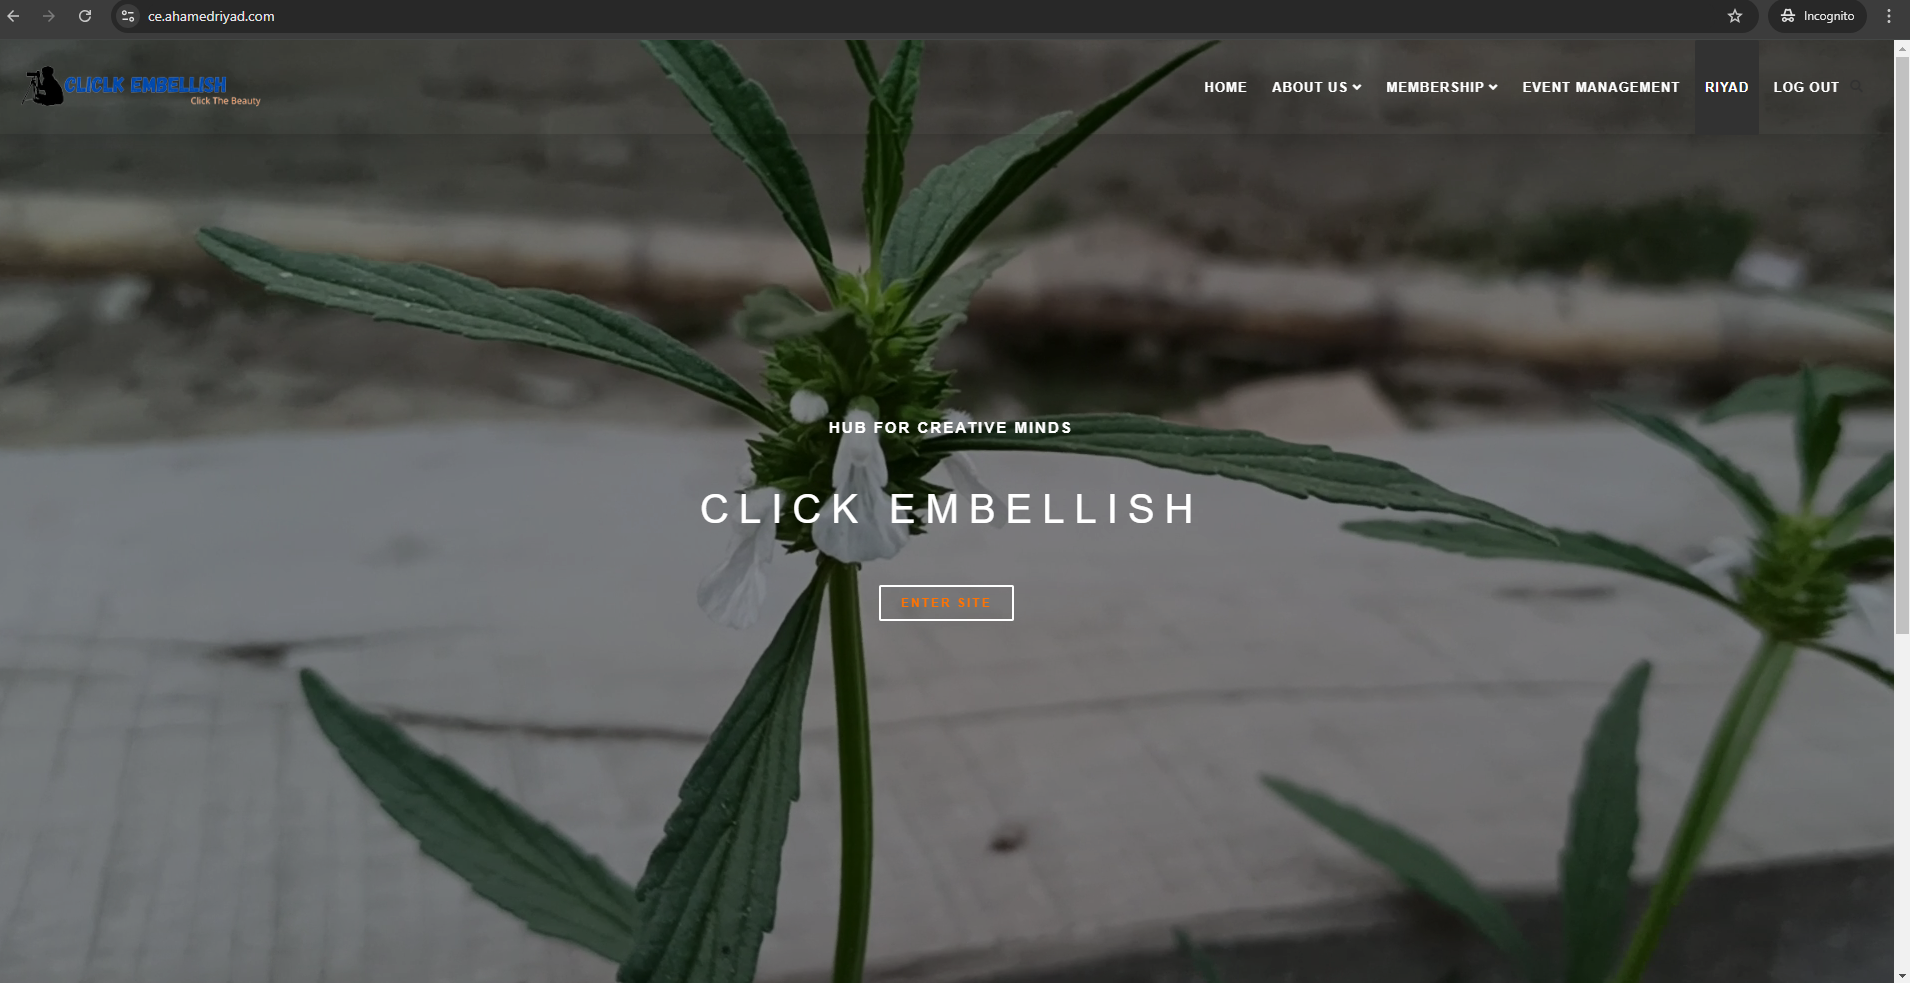 ce.ahamedriyad.com
Incognito
CLICLK EMBELLISH
Click The Beauty
HOME ABOUT US MEMBERSHIP EVENT MANAGEMENT RIYAD LOG OUT
HUB FOR CREATIVE MINDS
CLICK EMBELLISH
ENTER SITE